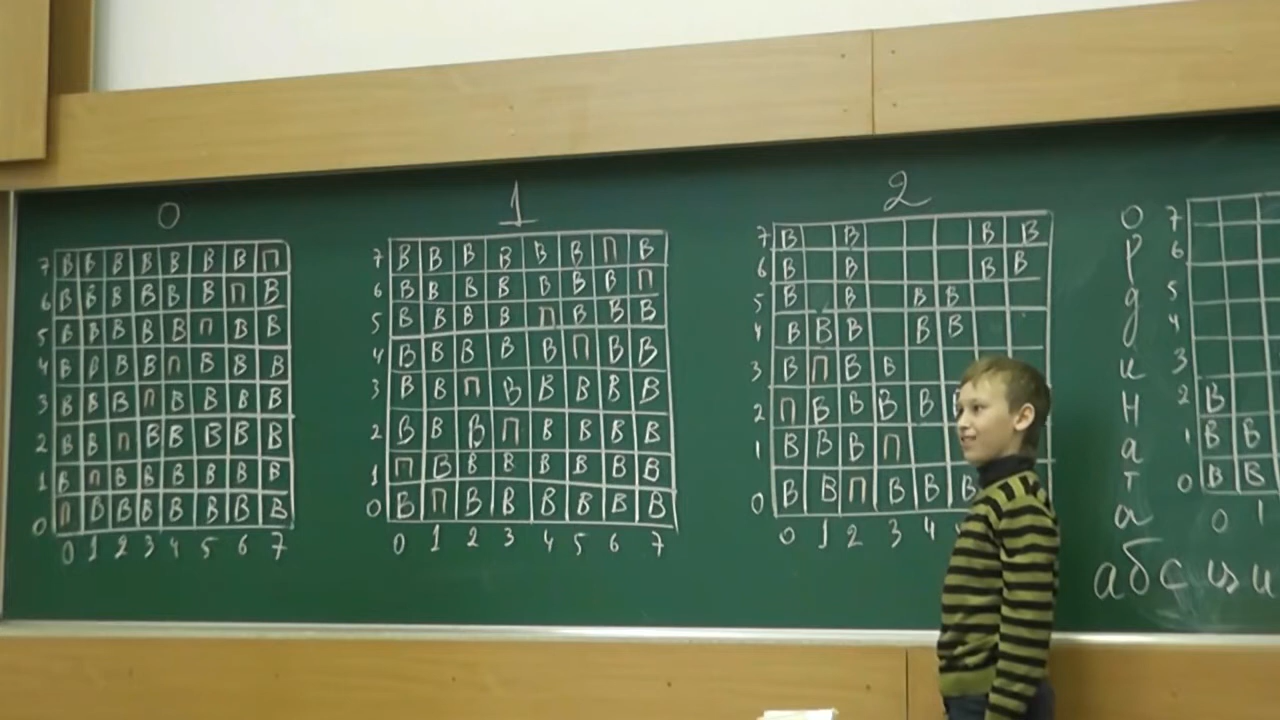 0 1 2
7 В В В В В В В П
6 В В В В В В П В
5 В В В В В П В В
4 В В В В П В В В
3 В В В П В В В В
2 В В П В В В В В
1 В П В В В В В В
0 П В В В В В В В
0 1 2 3 4 5 6 7
7 В В В В В В П В
6 В В В В В В В П
5 В В В В П В В В
4 В В В В В П В В
3 В В П В В В В В
2 В В В П В В В В
1 П В В В В В В В
0 В П В В В В В В
0 1 2 3 4 5 6 7
7 В В В В
6 В В В В
5 В В В В
4 В В В В В
3 В П В В
2 П В В В В В
1 В В В П
0 В В П В В В
0 1 2 3 4
о
р
д
и
н
а
т
а
абсци
7
6
5
4
3
2 В
1 В В
0 В В
0 1